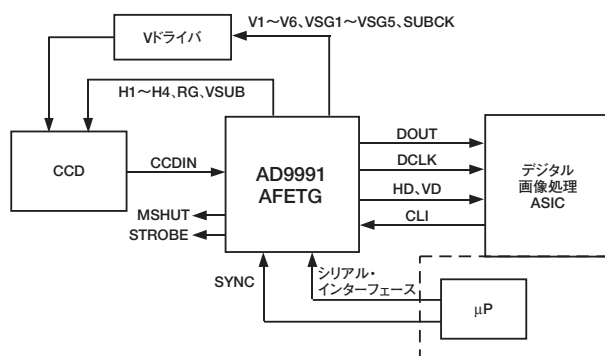 V1〜V6、VSG1〜VSG5、SUBCK
Vドライバ
H1〜H4、RG、VSUB
CCD
CCDIN
AD9991
AFETG
MSHUT
STROBE
DOUT
DCLK
HD、VD
CLI
デジタル
画像処理
ASIC
SYNC
シリアル・
インターフェース
μP